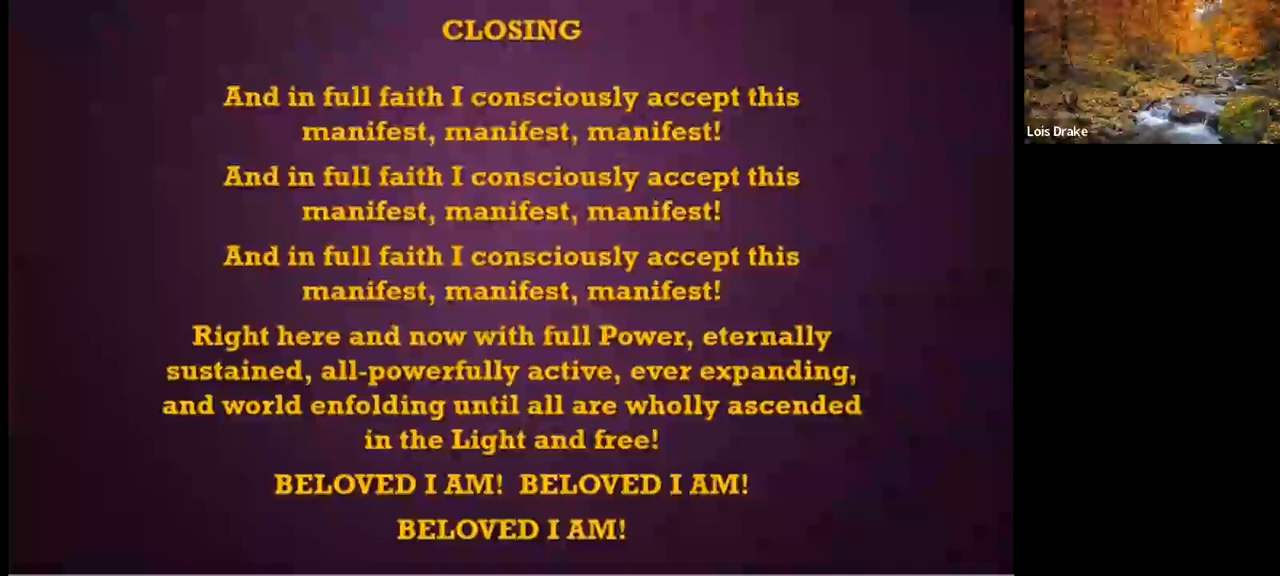 CLOSING
And in full faith I consciously accept this
manifest, manifest, manifest!
And in full faith I consciously accept this
manifest, manifest, manifest!
And in full faith I consciously accept this
manifest, manifest, manifest!
Right here and now with full Power, eternally
sustained, all-powerfully active, ever expanding,
and world enfolding until all are wholly ascended
in the Light and free!
BELOVED I AM!  BELOVED I AM!
BELOVED I AM!
Lois Drake